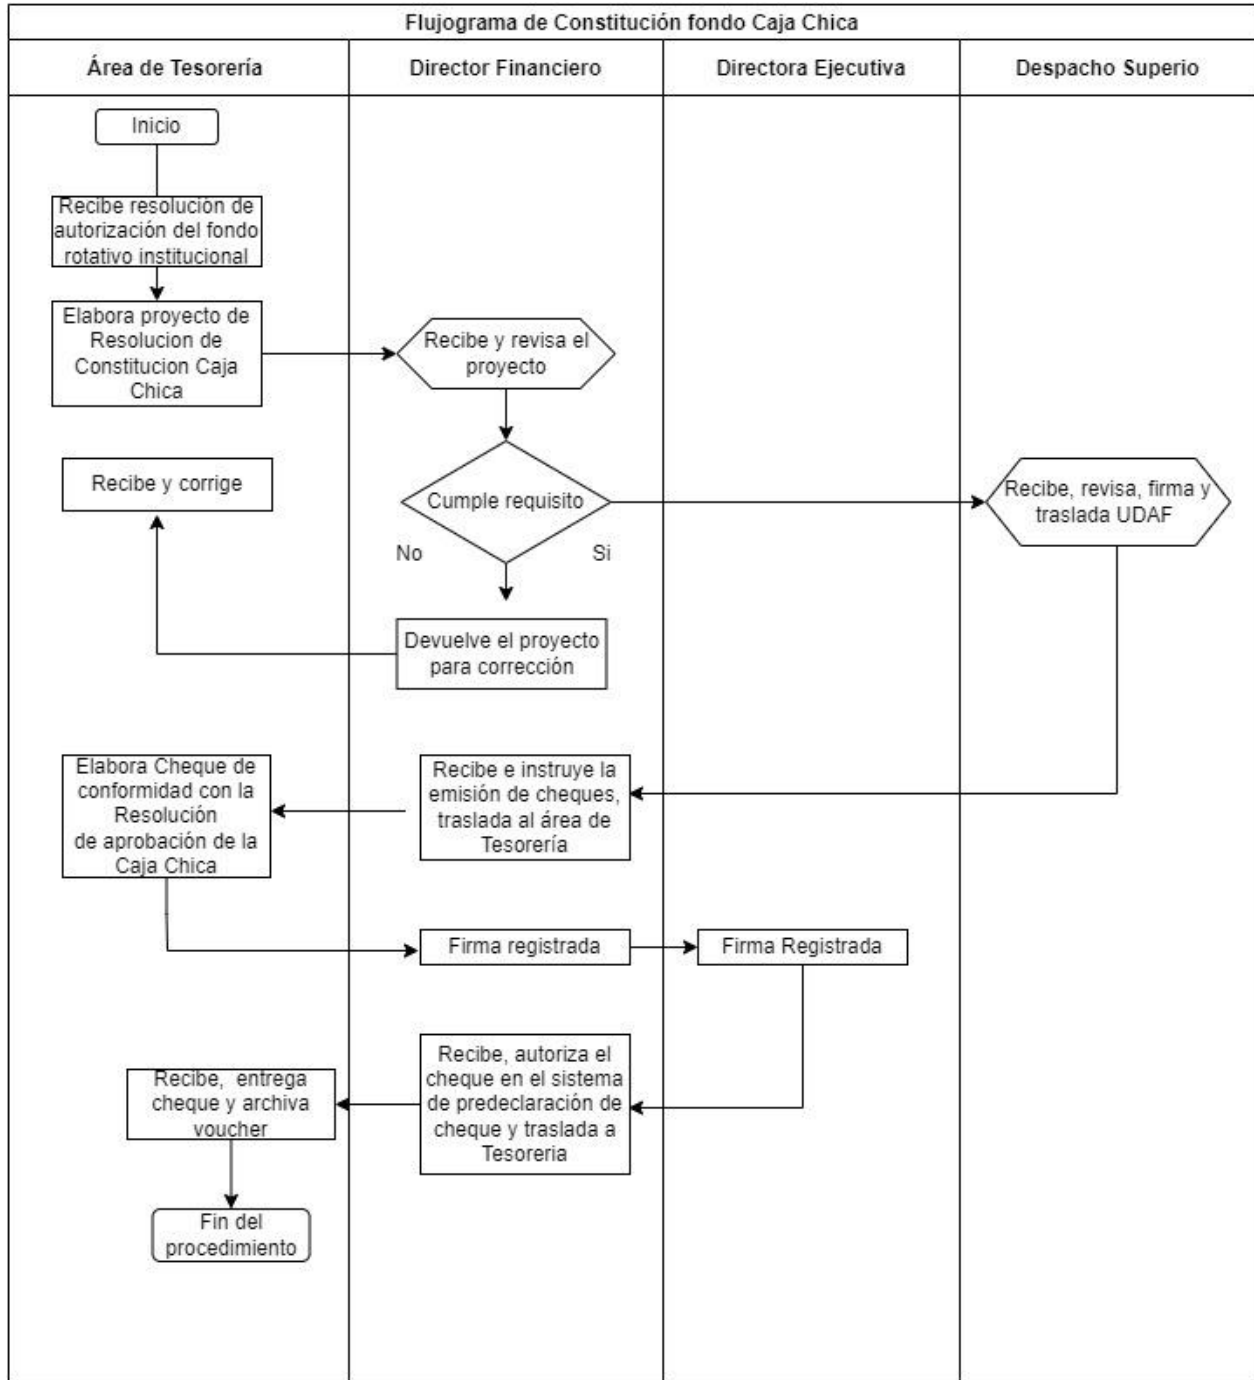 Flujograma de Constitución fondo Caja Chica
Área de Tesorería
Director Financiero
Directora Ejecutiva
Despacho Superio
Inicio
Recibe resolución de
autorización del fondo
rotativo institucional
Elabora proyecto de
Resolucion de
Constitucion Caja
Chica
Recibe y revisa el
proyecto
Recibe y corrige
Cumple requisito
Recibe, revisa, firma y
traslada UDAF
No
Si
Devuelve el proyecto
para corrección
Elabora Cheque de
conformidad con la
Resolución
de aprobación de la
Caja Chica
Recibe e instruye la
emisión de cheques,
traslada al área de
Tesorería
Firma registrada
Firma Registrada
Recibe, autoriza el
cheque en el sistema
de predeclaración de
cheque y traslada a
Tesoreria
Recibe, entrega
cheque y archiva
voucher
Fin del
procedimiento